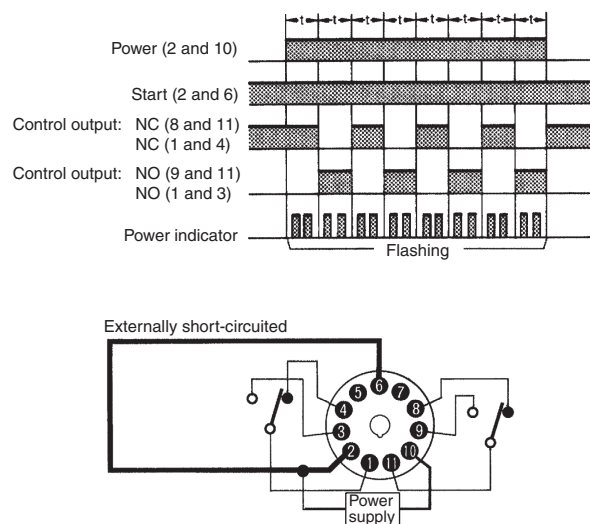 t t t t t t t t
Power (2 and 10)
Start (2 and 6)
Control output: NC (8 and 11)
NC (1 and 4)
Control output: NO (9 and 11)
NO (1 and 3)
Power indicator
Flashing
Externally short-circuited
6
5 7
4 8
3 9
2 10
1 11
Power
supply